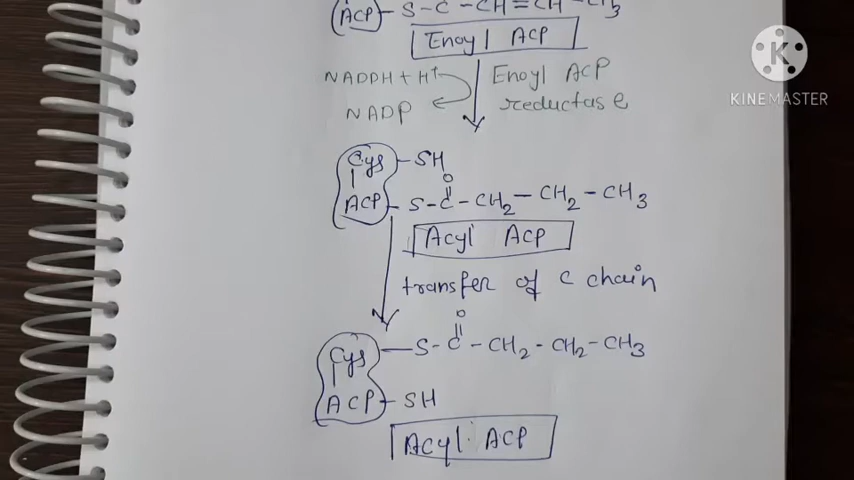 ACP - S - C - CH = CH - CH3
Enoyl ACP
NADPH + H+
Enoyl ACP
reductase
NADP
Cys - SH
O
ACP - S - C - CH2 - CH2 - CH3
Acyl ACP
transfer of C chain
O
Cys - S - C - CH2 - CH2 - CH3
ACP - SH
Acyl ACP
K
KINEMASTER